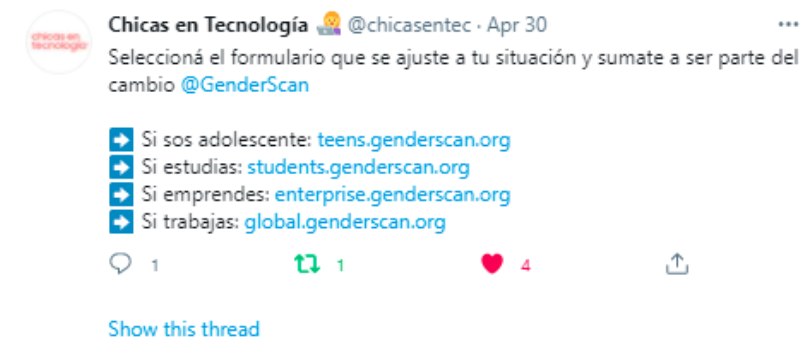 chicas en
tecnología
Chicas en Tecnología 👩‍💻 @chicasentec · Apr 30
Seleccioná el formulario que se ajuste a tu situación y sumate a ser parte del
cambio @GenderScan
➡ Si sos adolescente: teens.genderscan.org
➡ Si estudias: students.genderscan.org
➡ Si emprendes: enterprise.genderscan.org
➡ Si trabajas: global.genderscan.org
1 1 4
Show this thread